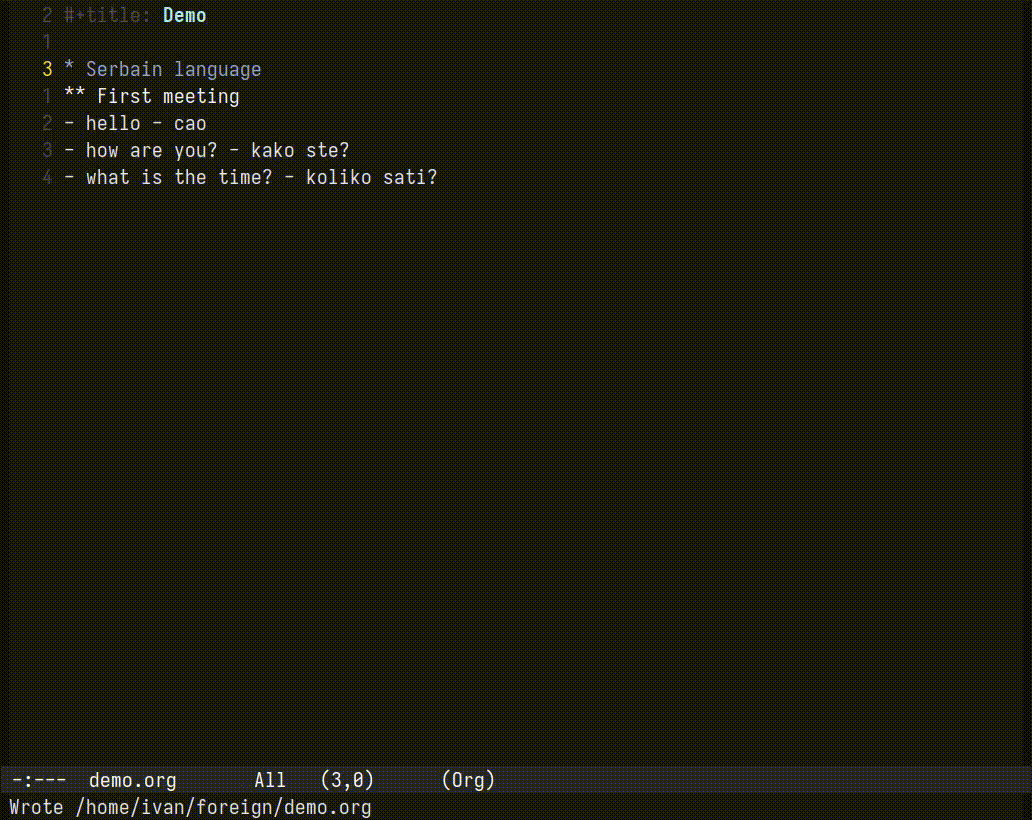 2 #+title: Demo
1
3 * Serbain language
1 ** First meeting
2 - hello - cao
3 - how are you? - kako ste?
4 - what is the time? - koliko sati?
-:--- demo.org All (3,0) (Org)
Wrote /home/ivan/foreign/demo.org